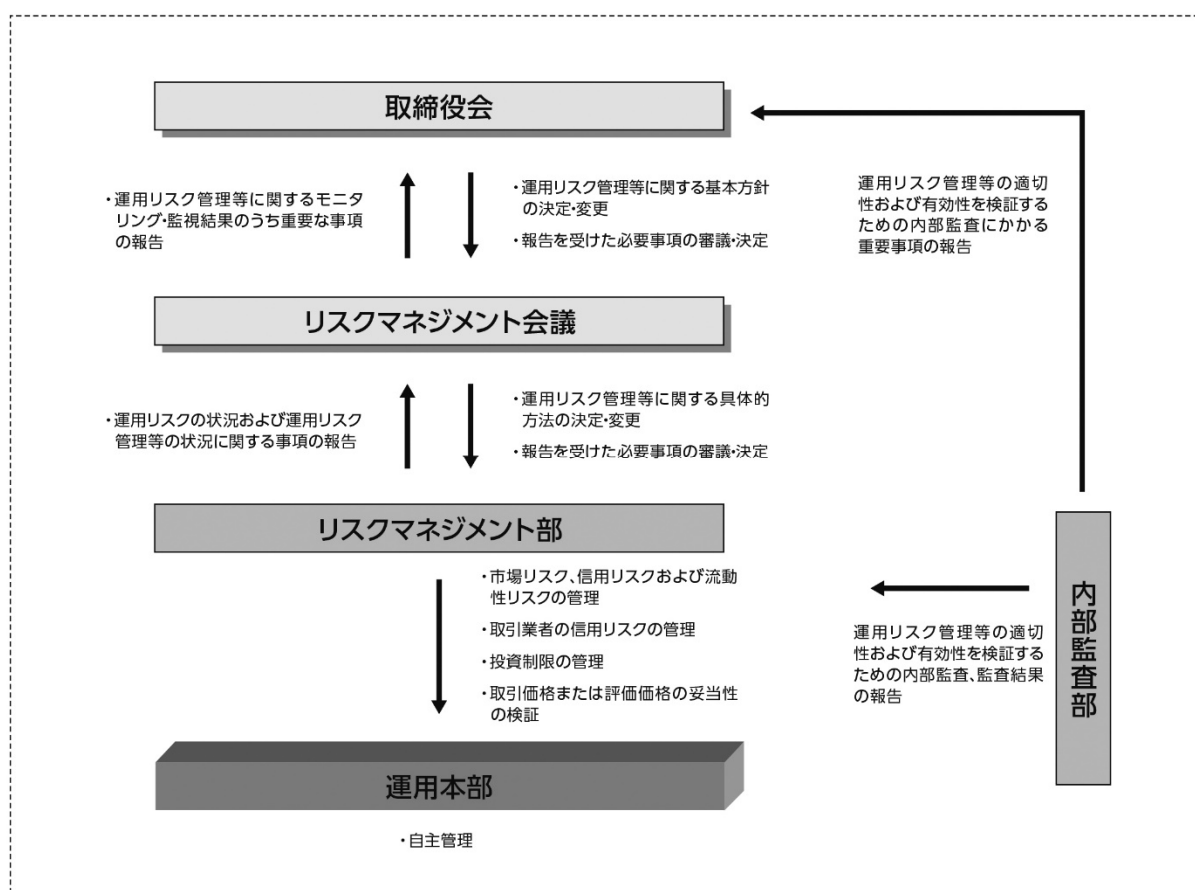 取締役会
・運用リスク管理等に関するモニタ
リング・監視結果のうち重要な事項
の報告
・運用リスク管理等に関する基本方針
の決定・変更
・報告を受けた必要事項の審議・決定
運用リスク管理等の適切
性および有効性を検証する
ための内部監査にかかる
重要事項の報告
リスクマネジメント会議
・運用リスクの状況および運用リスク
管理等の状況に関する事項の報告
・運用リスク管理等に関する具体的
方法の決定・変更
・報告を受けた必要事項の審議・決定
リスクマネジメント部
・市場リスク、信用リスクおよび流動
性リスクの管理
・取引業者の信用リスクの管理
・投資制限の管理
・取引価格または評価価格の妥当性
の検証
内部監査部
運用リスク管理等の適切
性および有効性を検証する
ための内部監査、監査結果
の報告
運用本部
・自主管理